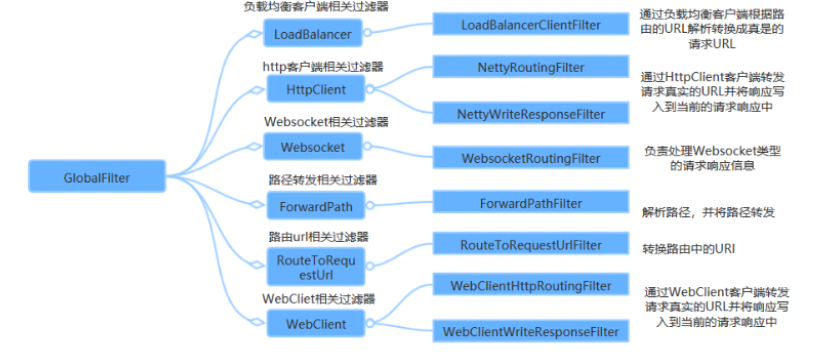 负载均衡客户端相关过滤器
LoadBalancer
LoadBalancerClientFilter
通过负载均衡客户端根据路
由的URL解析转换成真是的
请求URL
http客户端相关过滤器
HttpClient
NettyRoutingFilter
NettyWriteResponseFilter
通过HttpClient客户端转发
请求真实的URL并将响应写
入到当前的请求响应中
Websocket相关过滤器
Websocket
WebsocketRoutingFilter
负责处理Websocket类型
的请求响应信息
GlobalFilter
路径转发相关过滤器
ForwardPath
ForwardPathFilter
解析路径，并将路径转发
路由url相关过滤器
RouteToRequ
estUrl
RouteToRequestUrlFilter
转换路由中的URI
WebCliet相关过滤器
WebClient
WebClientHttpRoutingFilter
WebClientWriteResponseFilter
通过WebClient客户端转发
请求真实的URL并将响应写
入到当前的请求响应中